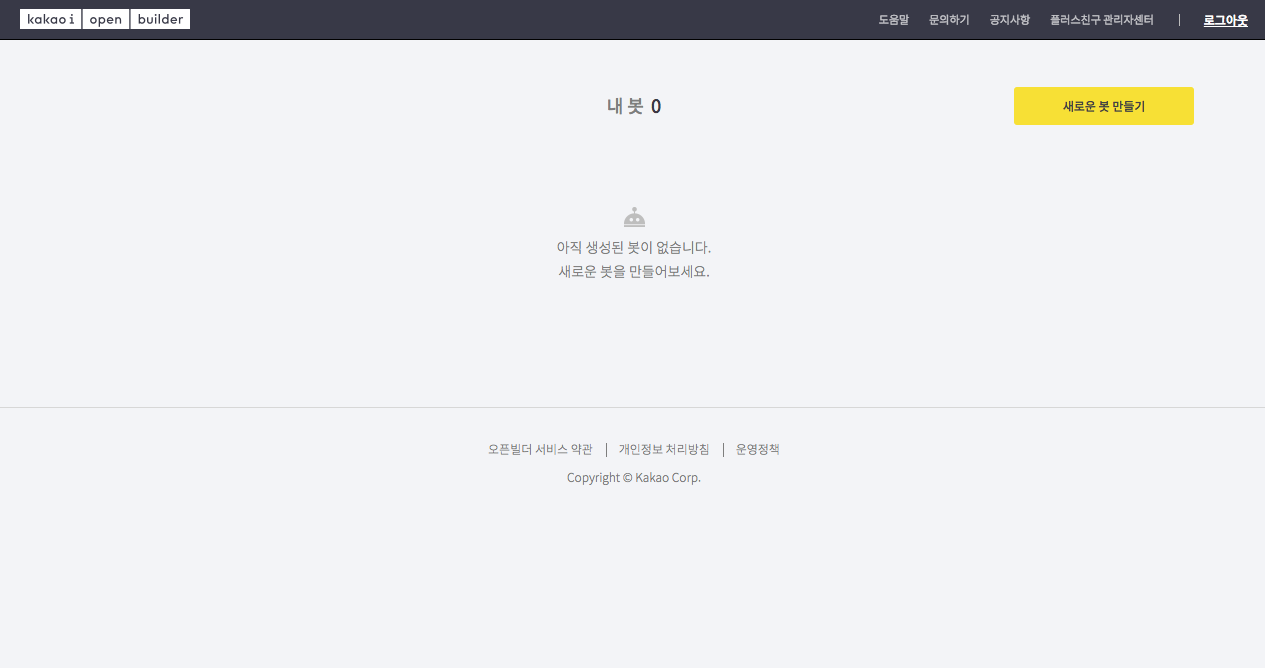 kakao i open builder
도움말 문의하기 공지사항 플러스친구 관리자센터 | 로그아웃
내 봇 0
새로운 봇 만들기
아직 생성된 봇이 없습니다.
새로운 봇을 만들어보세요.
오픈빌더 서비스 약관 | 개인정보 처리방침 | 운영정책
Copyright © Kakao Corp.